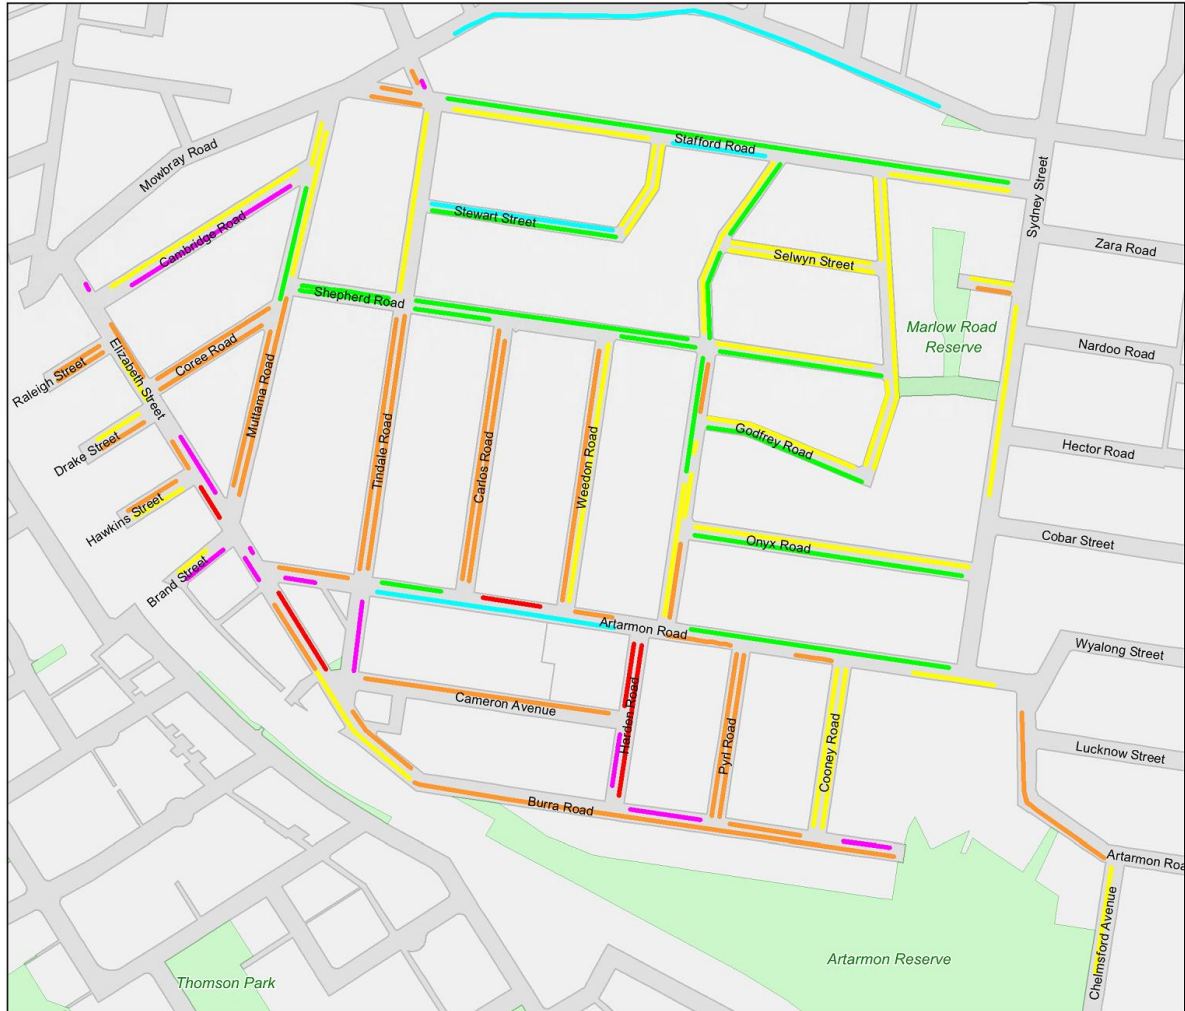 Stafford Road
Mowbray Road
Sydney Street
Stewart Street
Cambridge Road
Zara Road
Selwyn Street
Shepherd Road
Marlow Road
Reserve
Nardoo Road
Coree Road
Raleigh Street
Elizabeth Street
Muttama Road
Drake Street
Tindale Road
Carlos Road
Weedon Road
Godfrey Road
Hector Road
Hawkins Street
Onyx Road
Cobar Street
Brand Street
Artarmon Road
Wyalong Street
Cameron Avenue
Harden Road
Pyrl Road
Cooney Road
Lucknow Street
Burra Road
Artarmon Roa
Chelmsford Avenue
Artarmon Reserve
Thomson Park